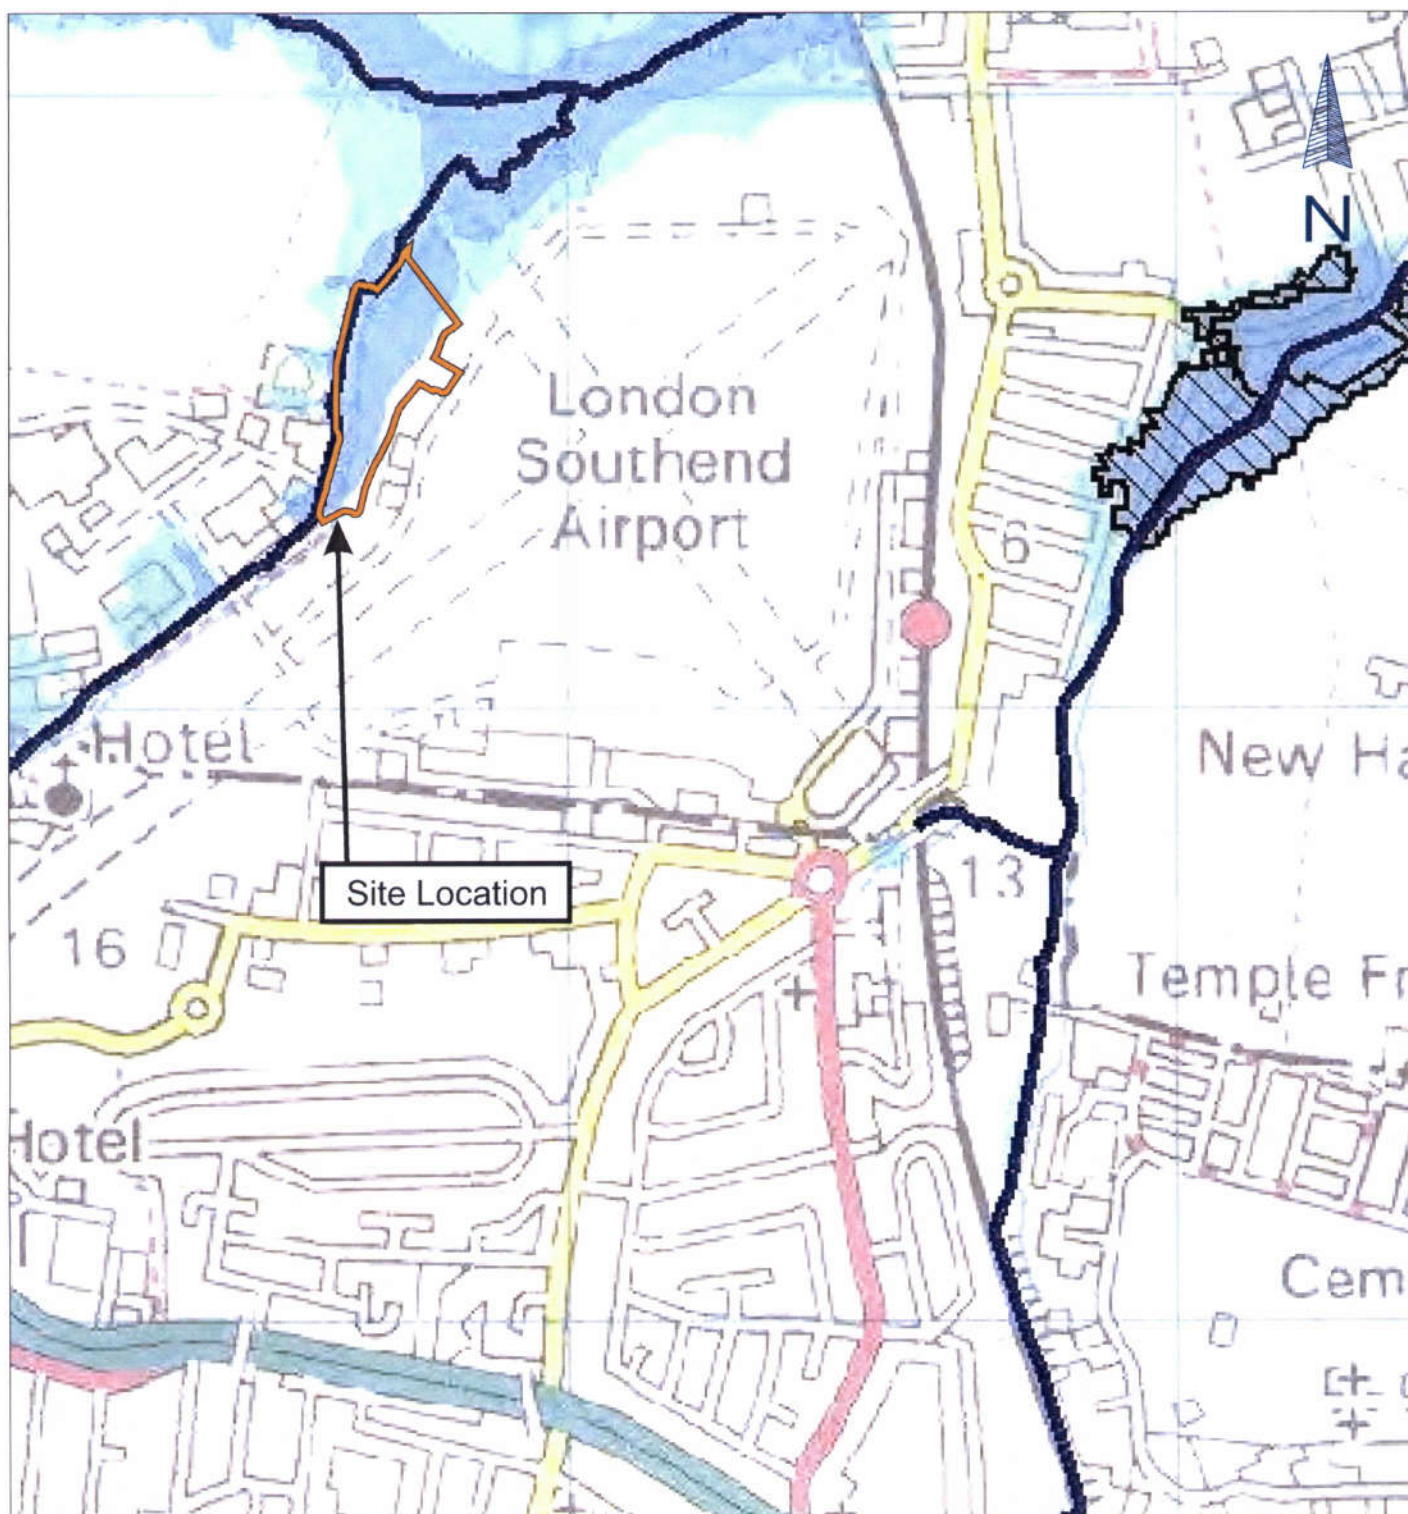 N
London
Southend
Airport
6
Hotel
New Ha
Site Location
13
16
Temple Fr
Hotel
Cem